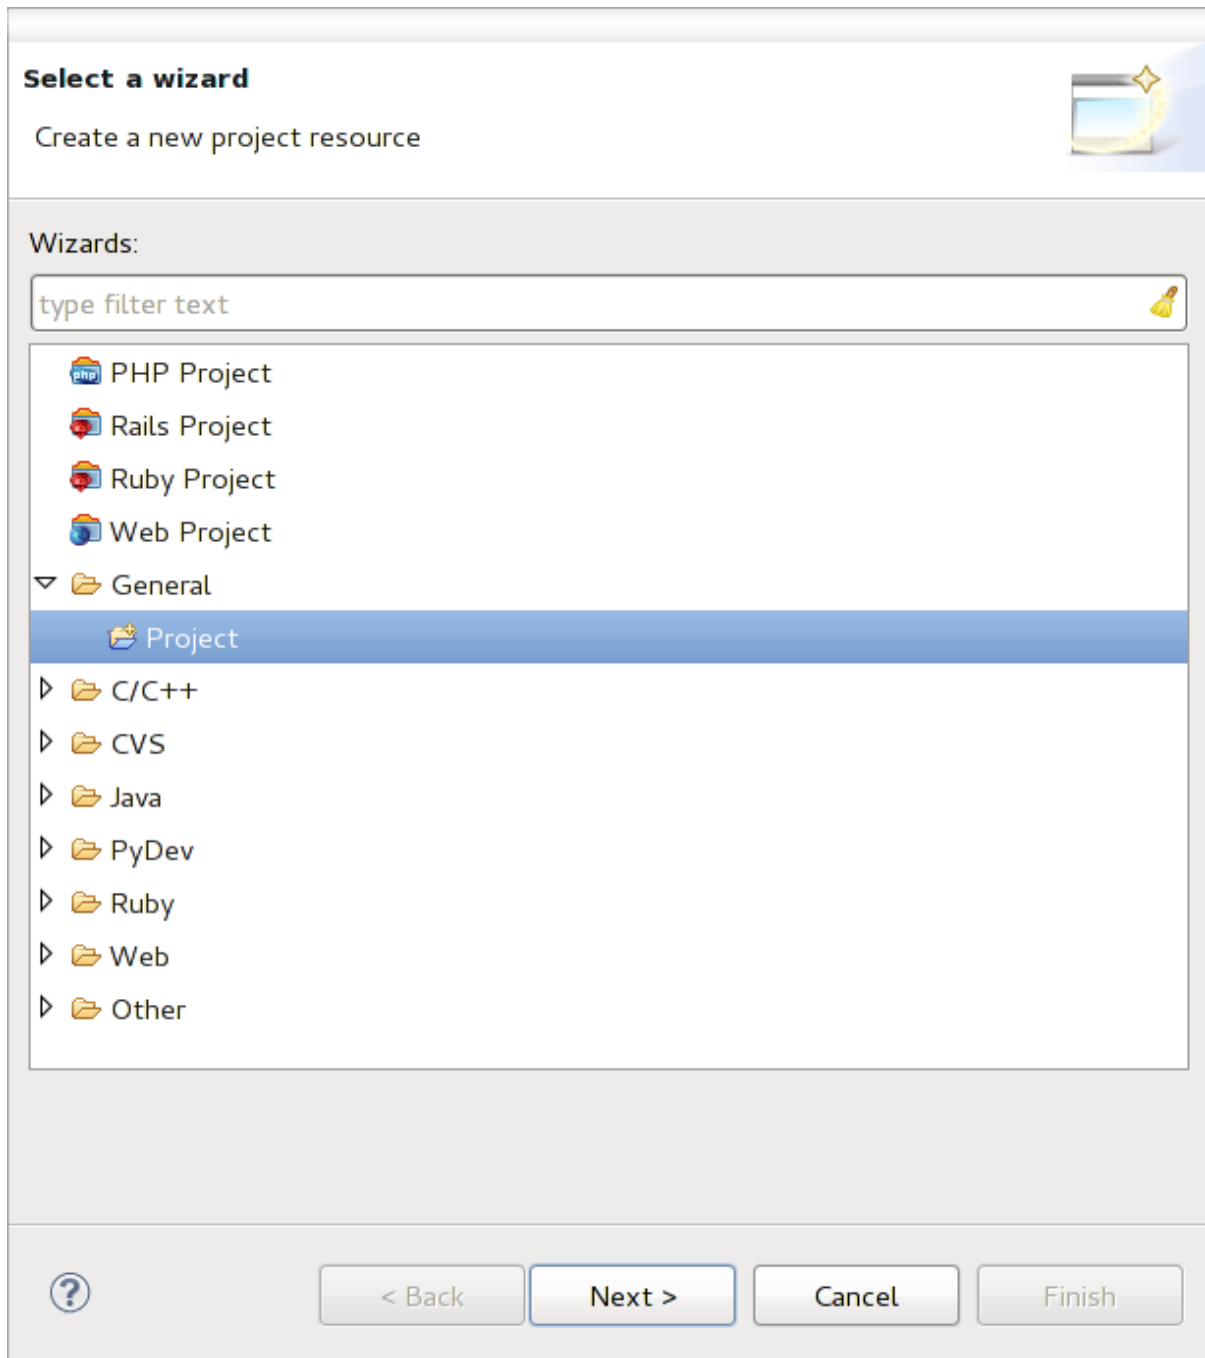 Select a wizard
Create a new project resource
Wizards:
type filter text
PHP Project
Rails Project
Ruby Project
Web Project
General
Project
C/C++
CVS
Java
PyDev
Ruby
Web
Other
< Back Next > Cancel Finish